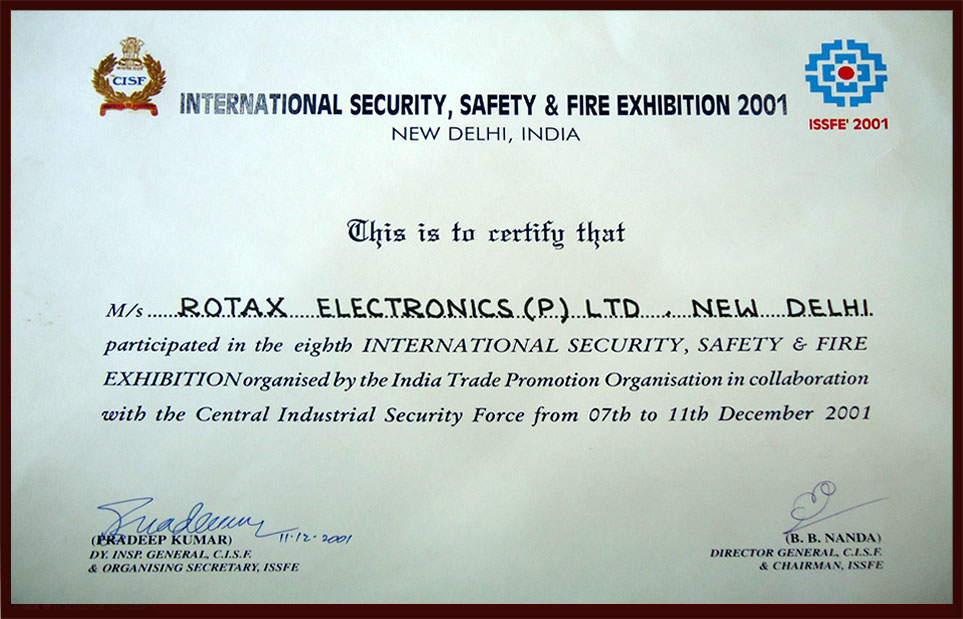 CISF
INTERNATIONAL SECURITY, SAFETY & FIRE EXHIBITION 2001
NEW DELHI, INDIA
ISSFE' 2001
This is to certify that
M/s ......ROTAX ELECTRONICS (P.) LTD. NEW DELHI.
participated in the eighth INTERNATIONAL SECURITY, SAFETY & FIRE
EXHIBITION organised by the India Trade Promotion Organisation in collaboration
with the Central Industrial Security Force from 07th to 11th December 2001
11·12·2001
(PRADEEP KUMAR)
DY. INSP. GENERAL, C.I.S.F.
& ORGANISING SECRETARY, ISSFE
(B. B. NANDA)
DIRECTOR GENERAL, C.I.S.F.
& CHAIRMAN, ISSFE